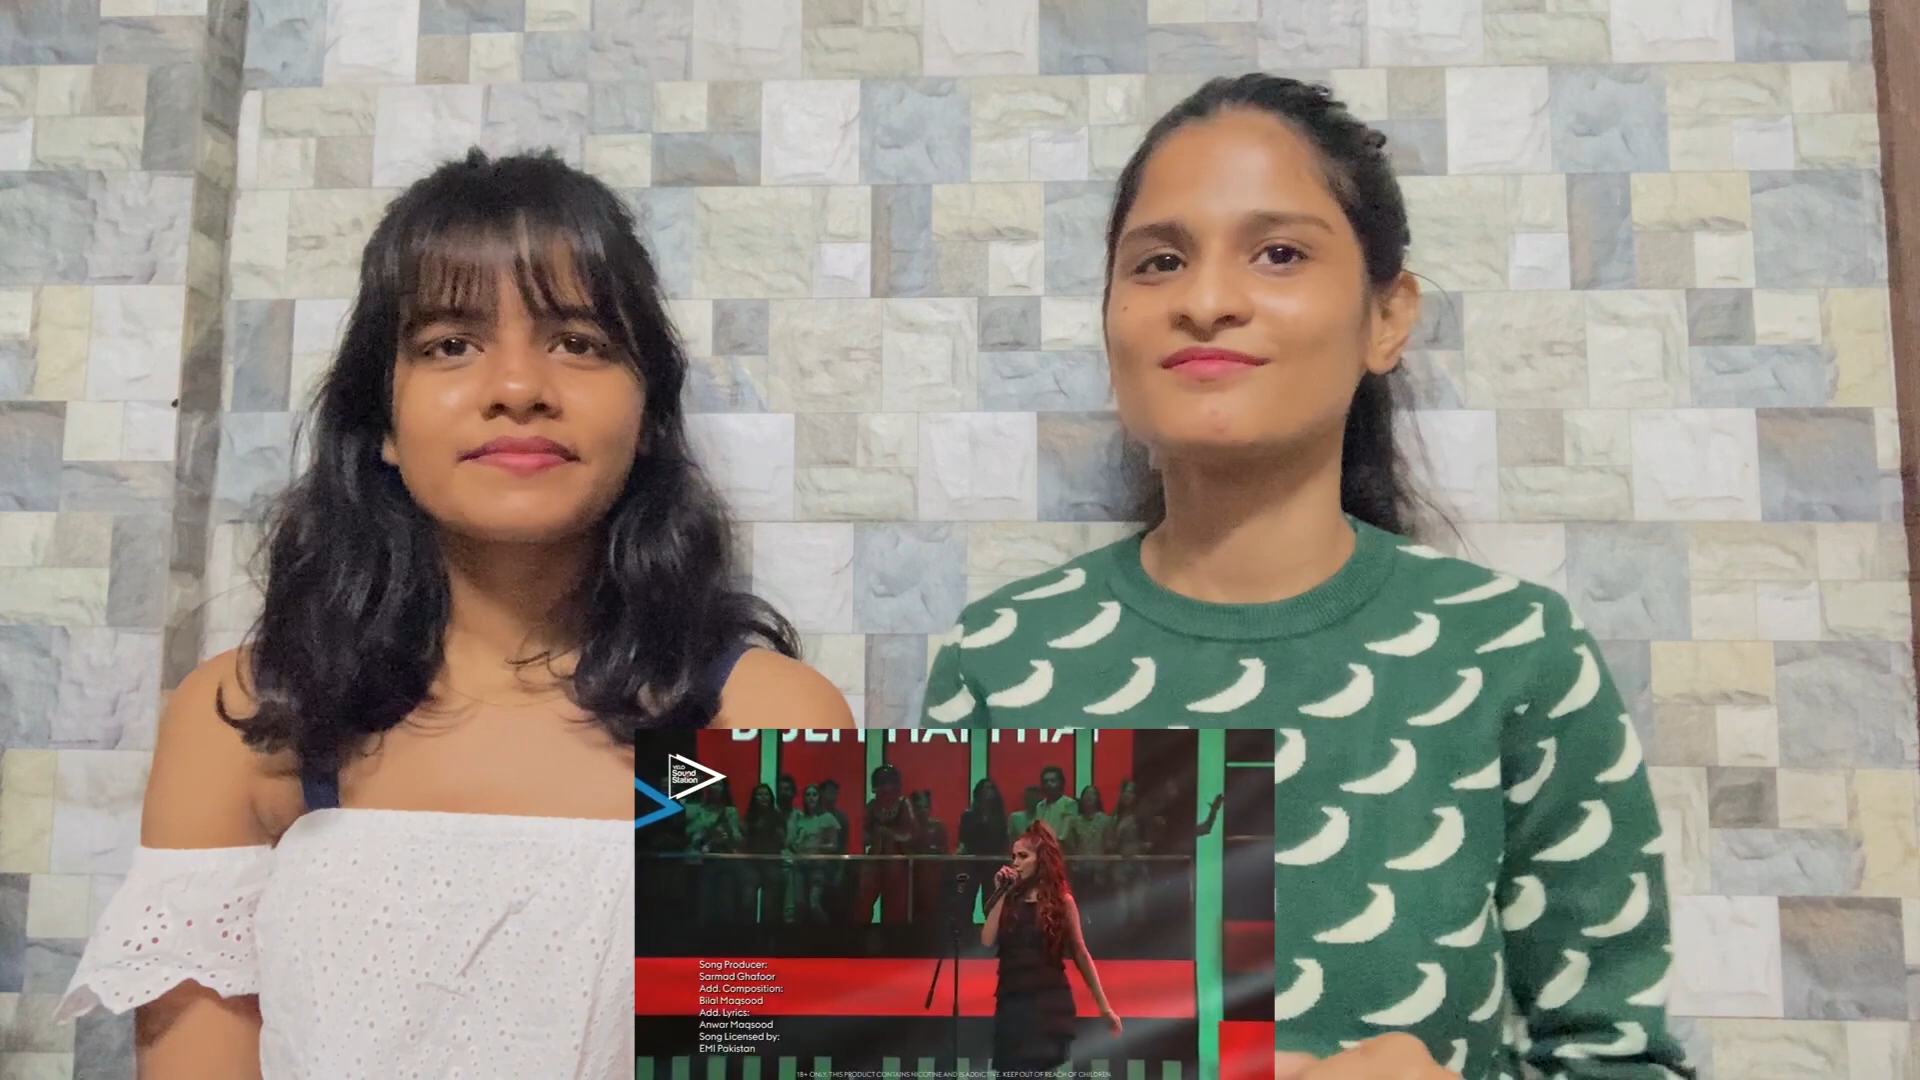 VELO
Sound
Station
Song Producer:
Sarmad Ghafoor
Add. Composition:
Bilal Maqsood
Add. Lyrics:
Anwar Maqsood
Song Licensed by:
EMI Pakistan
18+ ONLY. THIS PRODUCT CONTAINS NICOTINE AND IS ADDICTIVE. KEEP OUT OF REACH OF CHILDREN.